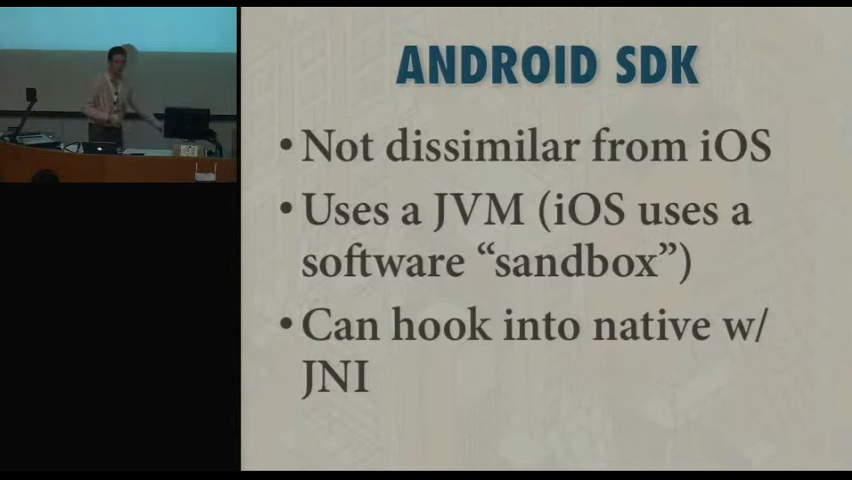 ANDROID SDK
• Not dissimilar from iOS
• Uses a JVM (iOS uses a
software “sandbox”)
• Can hook into native w/
JNI